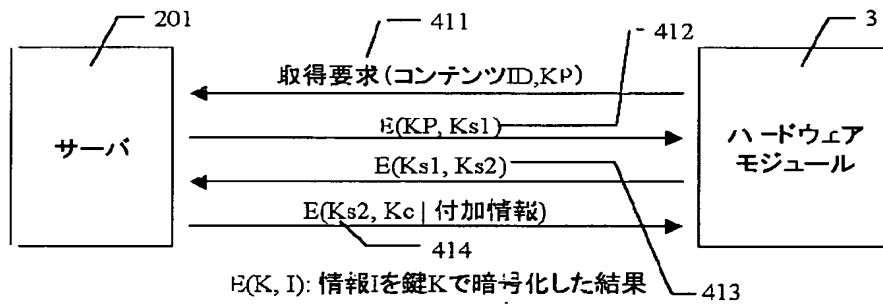 201
411
412
3
取得要求(コンテンツID,KP)
E(KP, Ks1)
サーバ
ハードウェア
モジュール
E(Ks1, Ks2)
E(Ks2, Kc | 付加情報)
414
E(K, I): 情報Iを鍵Kで暗号化した結果
413